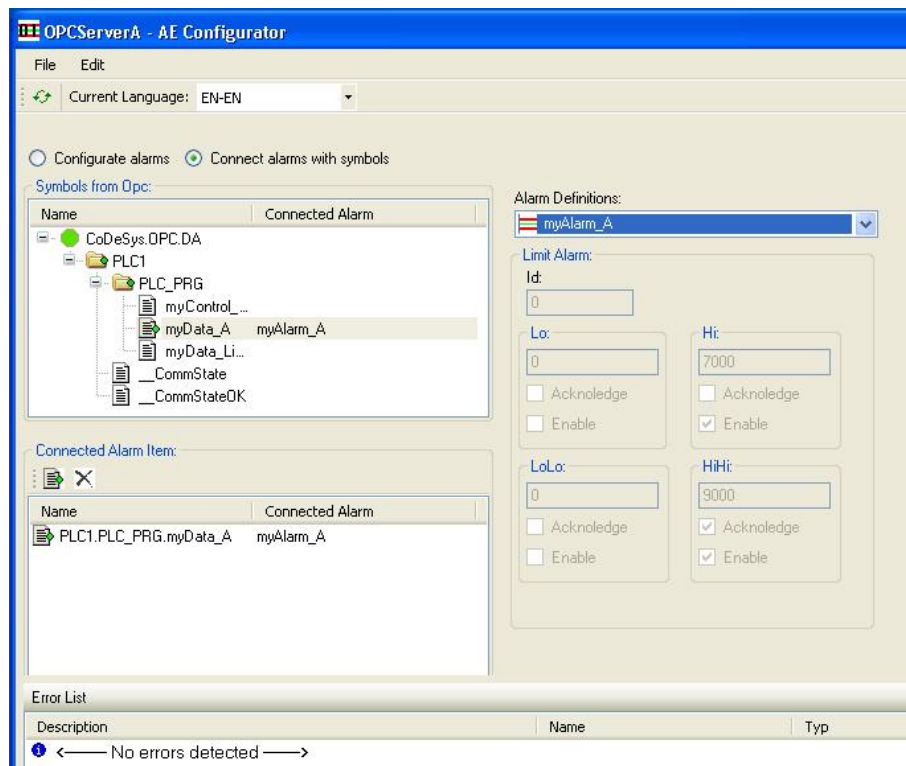 OPCServerA - AE Configurator
File Edit
Current Language: EN-EN
Configurate alarms Connect alarms with symbols
Symbols from Opc:
Name Connected Alarm
CoDeSys.OPC.DA
PLC1
PLC_PRG
myControl_...
myData_A myAlarm_A
myData_Li...
__CommState
__CommStateOK
Connected Alarm Item:
Name Connected Alarm
PLC1.PLC_PRG.myData_A myAlarm_A
Alarm Definitions:
myAlarm_A
Limit Alarm:
Id:
0
Lo:
0
Acknoledge
Enable
Hi:
7000
Acknoledge
Enable
LoLo:
0
Acknoledge
Enable
HiHi:
9000
Acknoledge
Enable
Error List
Description Name Typ
<—— No errors detected ——>